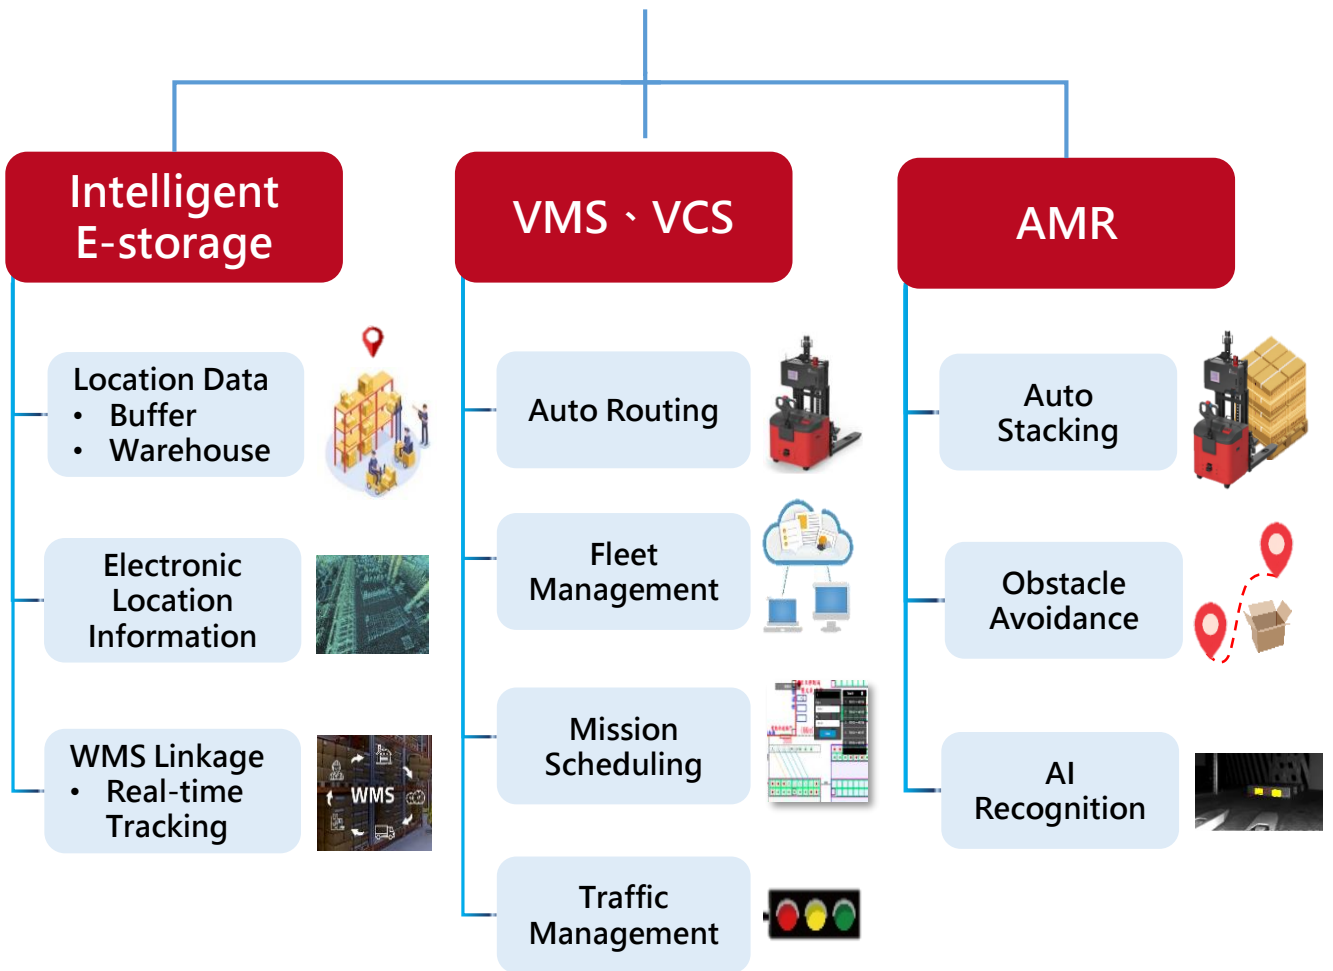 Intelligent
E-storage
Location Data
• Buffer
• Warehouse
Electronic
Location
Information
WMS Linkage
• Real-time
Tracking
WMS
VMS、VCS
Auto Routing
Fleet
Management
Mission
Scheduling
Traffic
Management
AMR
Auto
Stacking
Obstacle
Avoidance
AI
Recognition